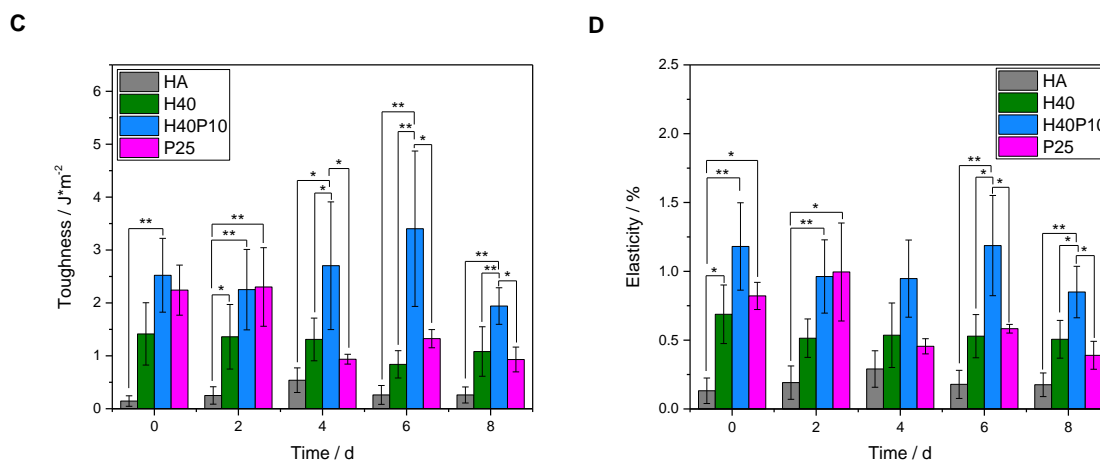 C
HA
H40
H40P10
P25
Toughness / J*m-2
6
5
4
3
2
1
0
** * ** ** * * * ** ** * ** ** *
0 2 4 6 8
Time / d
D
HA
H40
H40P10
P25
Elasticity / %
2.5
2.0
1.5
1.0
0.5
0.0
* ** * ** * ** * * ** * *
0 2 4 6 8
Time / d